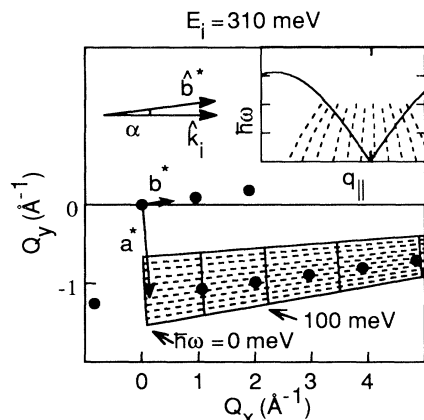 E_i = 310 meV
b̂*
α
k̂_i
ħω
q_||
b*
a*
0
-1
Q_y (Å⁻¹)
100 meV
ħω = 0 meV
0 1 2 3 4 5
Q_x (Å⁻¹)